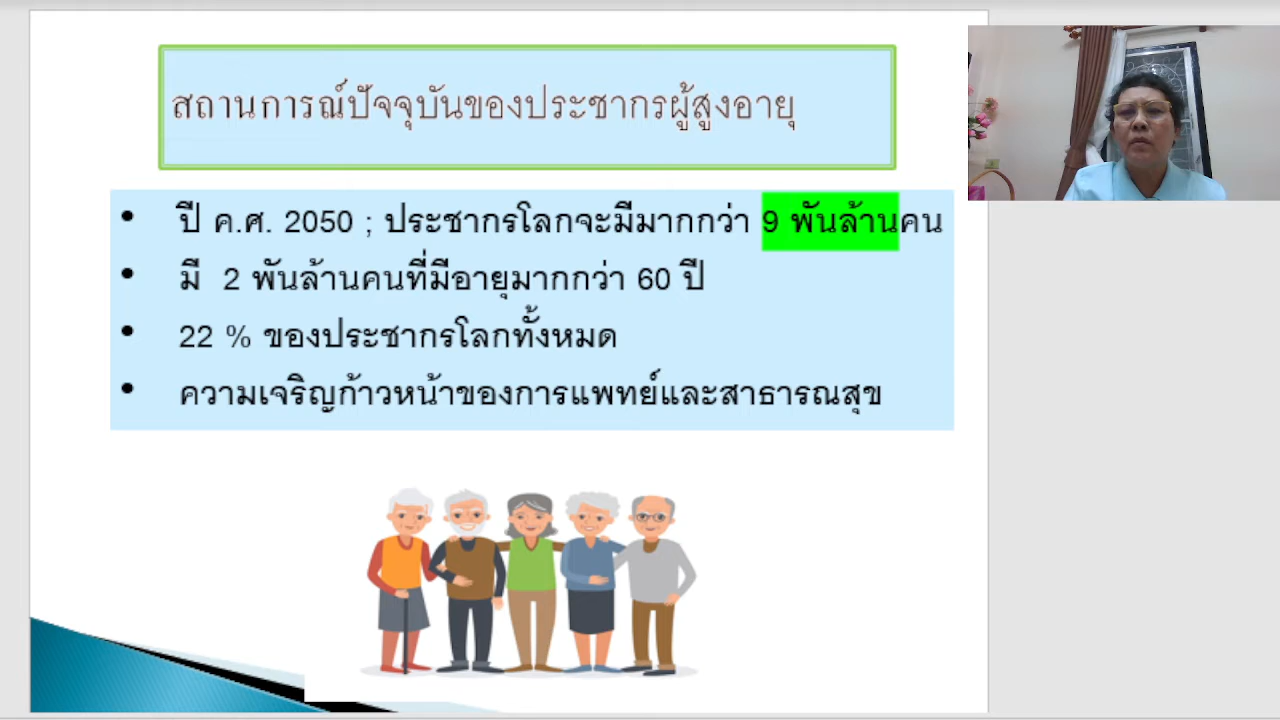 สถานการณ์ปัจจุบันของประชากรผู้สูงอายุ
• ปี ค.ศ. 2050 ; ประชากรโลกจะมีมากกว่า 9 พันล้านคน
• มี 2 พันล้านคนที่มีอายุมากกว่า 60 ปี
• 22 % ของประชากรโลกทั้งหมด
• ความเจริญก้าวหน้าของการแพทย์และสาธารณสุข